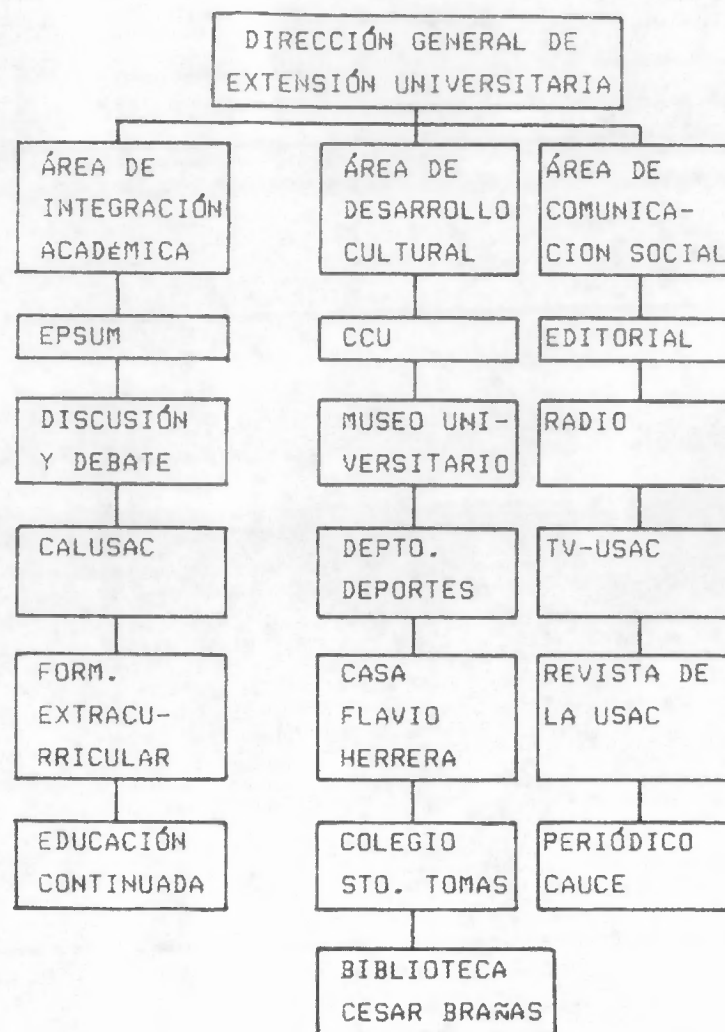 DIRECCIÓN GENERAL DE
EXTENSIÓN UNIVERSITARIA
ÁREA DE
INTEGRACIÓN
ACADÉMICA
EPSUM
DISCUSIÓN
Y DEBATE
CALUSAC
FORM.
EXTRACU-
RRICULAR
EDUCACIÓN
CONTINUADA
ÁREA DE
DESARROLLO
CULTURAL
CCU
MUSEO UNI-
VERSITARIO
DEPTO.
DEPORTES
CASA
FLAVIO
HERRERA
COLEGIO
STO. TOMAS
BIBLIOTECA
CESAR BRAÑAS
ÁREA DE
COMUNICA-
CION SOCIAL
EDITORIAL
RADIO
TV-USAC
REVISTA DE
LA USAC
PERIÓDICO
CAUCE